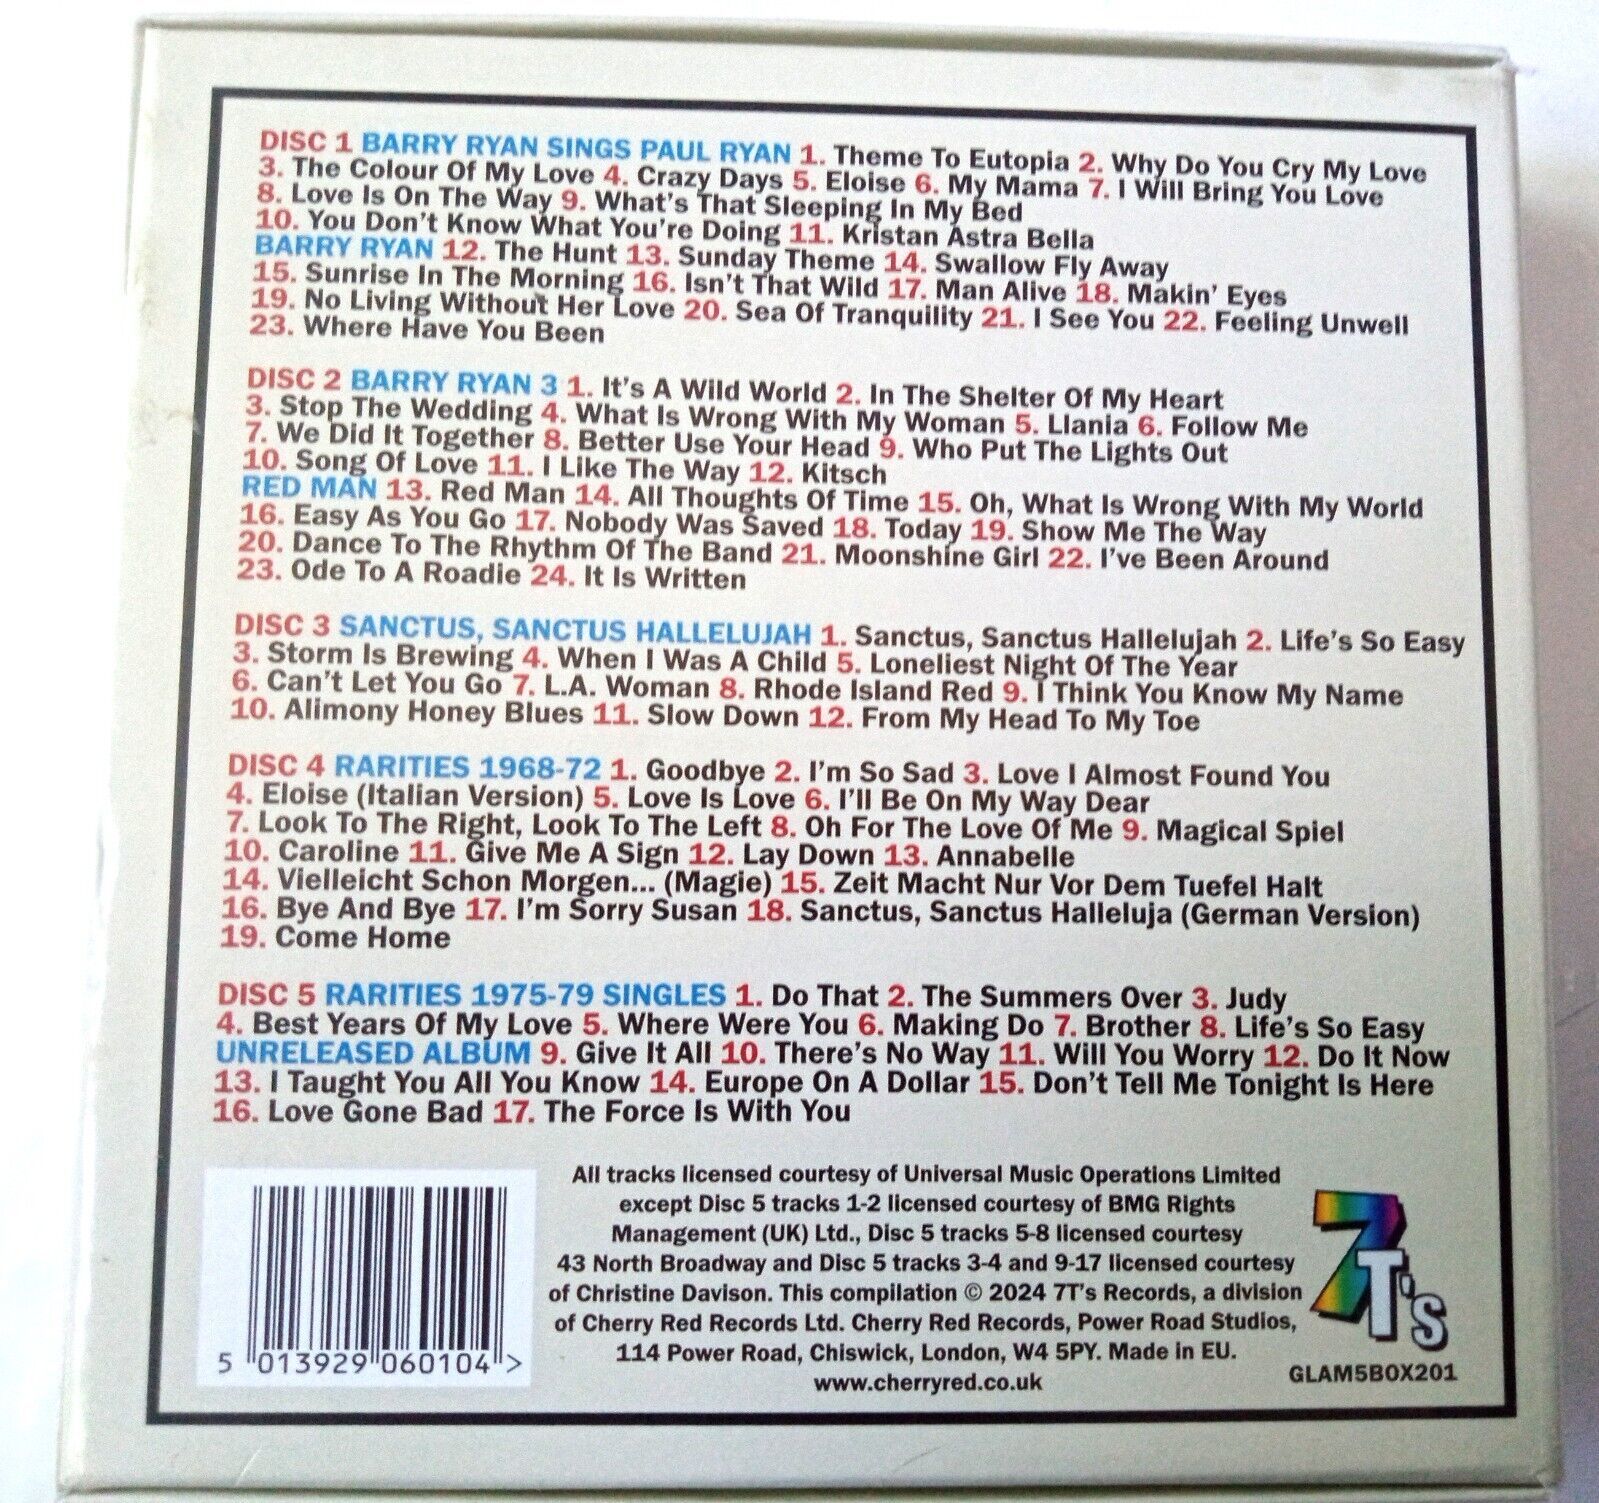 DISC 1 BARRY RYAN SINGS PAUL RYAN 1. Theme To Eutopia 2. Why Do You Cry My Love
3. The Colour Of My Love 4. Crazy Days 5. Eloise 6. My Mama 7. I Will Bring You Love
8. Love Is On The Way 9. What's That Sleeping In My Bed
10. You Don't Know What You're Doing 11. Kristan Astra Bella
BARRY RYAN 12. The Hunt 13. Sunday Theme 14. Swallow Fly Away
15. Sunrise In The Morning 16. Isn't That Wild 17. Man Alive 18. Makin' Eyes
19. No Living Without Her Love 20. Sea Of Tranquility 21. I See You 22. Feeling Unwell
23. Where Have You Been
DISC 2 BARRY RYAN 3 1. It's A Wild World 2. In The Shelter Of My Heart
3. Stop The Wedding 4. What Is Wrong With My Woman 5. Llania 6. Follow Me
7. We Did It Together 8. Better Use Your Head 9. Who Put The Lights Out
10. Song Of Love 11. I Like The Way 12. Kitsch
RED MAN 13. Red Man 14. All Thoughts Of Time 15. Oh, What Is Wrong With My World
16. Easy As You Go 17. Nobody Was Saved 18. Today 19. Show Me The Way
20. Dance To The Rhythm Of The Band 21. Moonshine Girl 22. I've Been Around
23. Ode To A Roadie 24. It Is Written
DISC 3 SANCTUS, SANCTUS HALLELUJAH 1. Sanctus, Sanctus Hallelujah 2. Life's So Easy
3. Storm Is Brewing 4. When I Was A Child 5. Loneliest Night Of The Year
6. Can't Let You Go 7. L.A. Woman 8. Rhode Island Red 9. I Think You Know My Name
10. Alimony Honey Blues 11. Slow Down 12. From My Head To My Toe
DISC 4 RARITIES 1968-72 1. Goodbye 2. I'm So Sad 3. Love I Almost Found You
4. Eloise (Italian Version) 5. Love Is Love 6. I'll Be On My Way Dear
7. Look To The Right, Look To The Left 8. Oh For The Love Of Me 9. Magical Spiel
10. Caroline 11. Give Me A Sign 12. Lay Down 13. Annabelle
14. Vielleicht Schon Morgen... (Magie) 15. Zeit Macht Nur Vor Dem Tuefel Halt
16. Bye And Bye 17. I'm Sorry Susan 18. Sanctus, Sanctus Halleluja (German Version)
19. Come Home
DISC 5 RARITIES 1975-79 SINGLES 1. Do That 2. The Summers Over 3. Judy
4. Best Years Of My Love 5. Where Were You 6. Making Do 7. Brother 8. Life's So Easy
UNRELEASED ALBUM 9. Give It All 10. There's No Way 11. Will You Worry 12. Do It Now
13. I Taught You All You Know 14. Europe On A Dollar 15. Don't Tell Me Tonight Is Here
16. Love Gone Bad 17. The Force Is With You
All tracks licensed courtesy of Universal Music Operations Limited
except Disc 5 tracks 1-2 licensed courtesy of BMG Rights
Management (UK) Ltd., Disc 5 tracks 5-8 licensed courtesy
43 North Broadway and Disc 5 tracks 3-4 and 9-17 licensed courtesy
of Christine Davison. This compilation © 2024 7T's Records, a division
of Cherry Red Records Ltd. Cherry Red Records, Power Road Studios,
114 Power Road, Chiswick, London, W4 5PY. Made in EU.
www.cherryred.co.uk
5 013929 060104 >
7T's
GLAM5BOX201